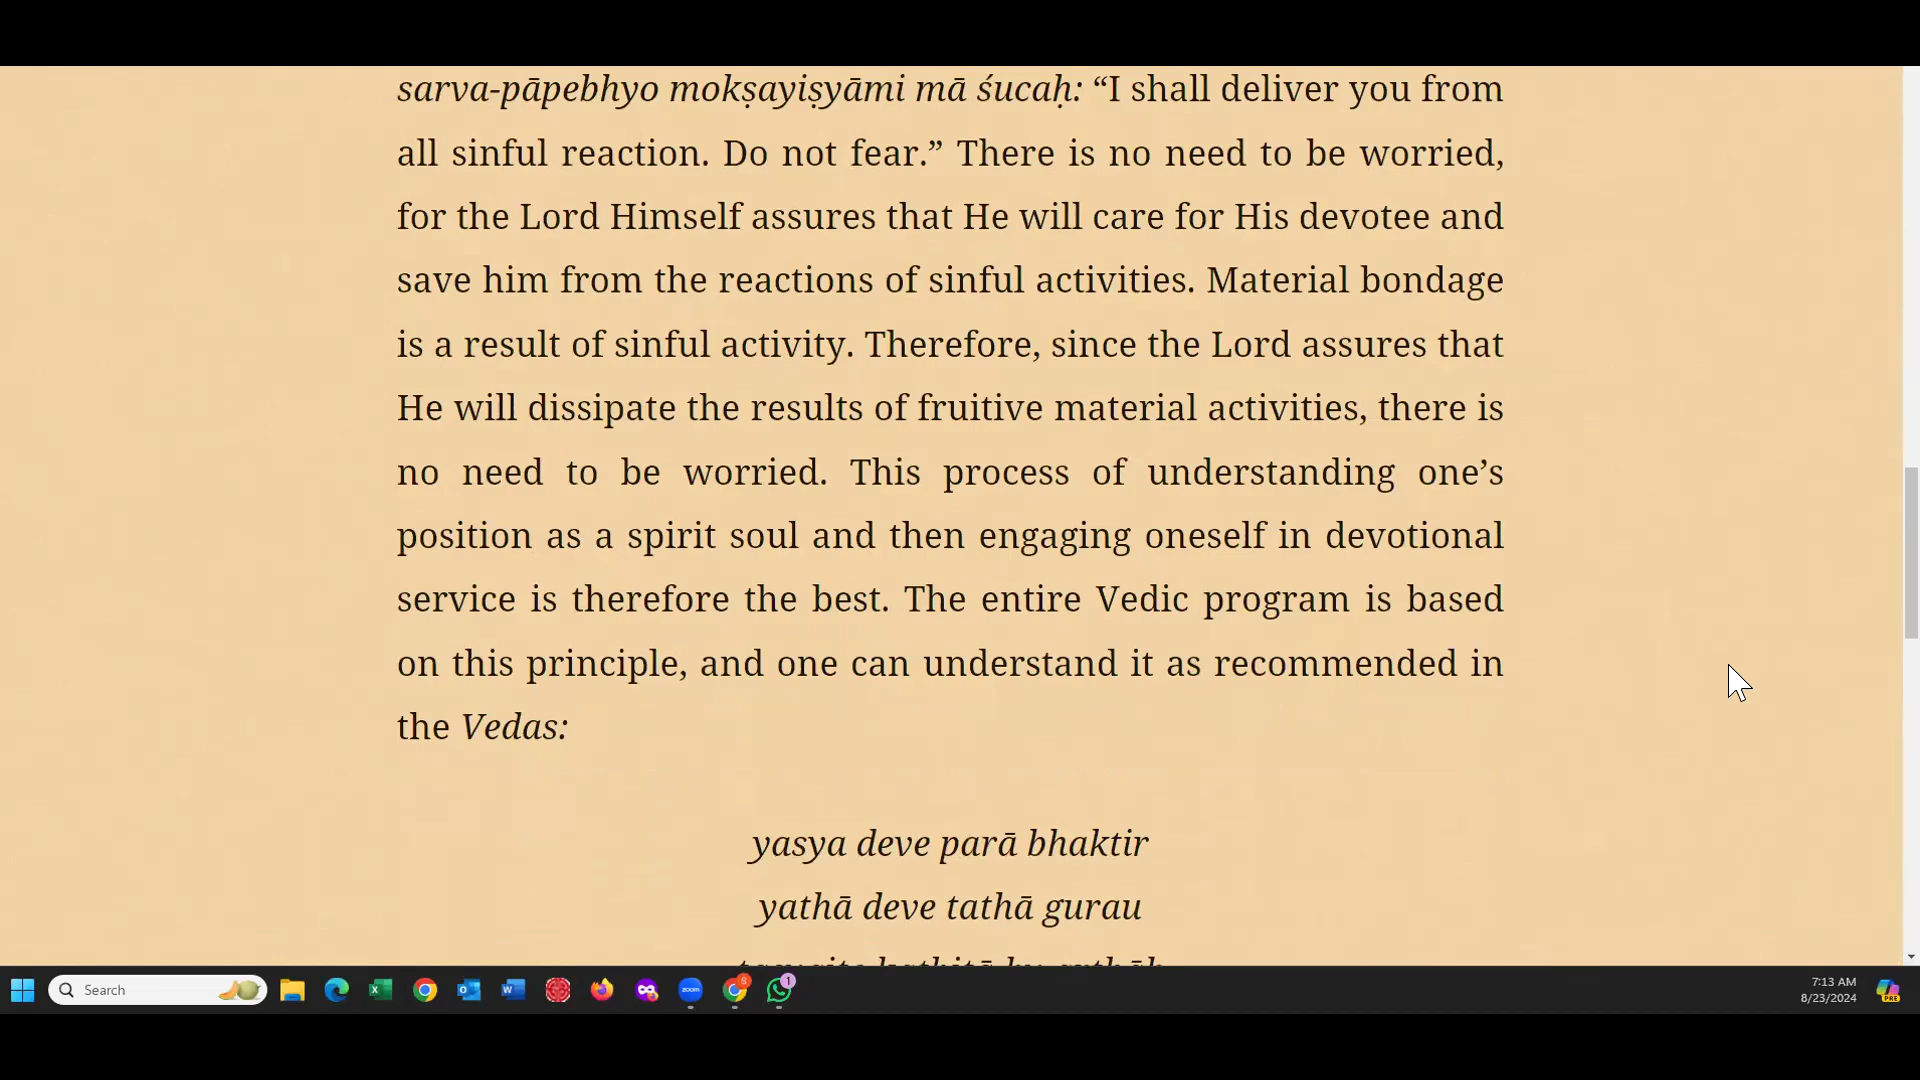 sarva-pāpebhyo mokṣayiṣyāmi mā śucaḥ: “I shall deliver you from
all sinful reaction. Do not fear.” There is no need to be worried,
for the Lord Himself assures that He will care for His devotee and
save him from the reactions of sinful activities. Material bondage
is a result of sinful activity. Therefore, since the Lord assures that
He will dissipate the results of fruitive material activities, there is
no need to be worried. This process of understanding one’s
position as a spirit soul and then engaging oneself in devotional
service is therefore the best. The entire Vedic program is based
on this principle, and one can understand it as recommended in
the Vedas:
yasya deve parā bhaktir
yathā deve tathā gurau
Search
zoom
8
1
7:13 AM
8/23/2024
PRE